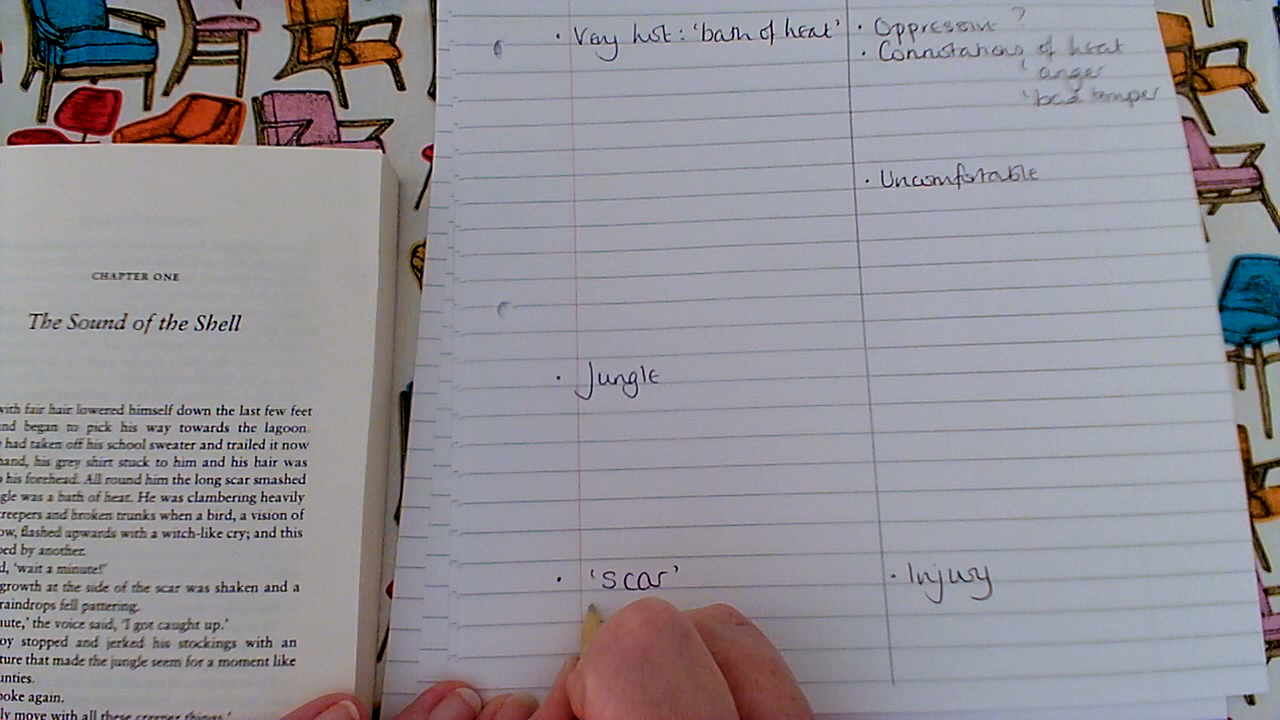 CHAPTER ONE
The Sound of the Shell
with fair hair lowered himself down the last few feet
and began to pick his way towards the lagoon.
had taken off his school sweater and trailed it now
hand, his grey shirt stuck to him and his hair was
his forehead. All round him the long scar smashed
gle was a bath of heat. He was clambering heavily
creepers and broken trunks when a bird, a vision of
ow, flashed upwards with a witch-like cry; and this
ed by another.
'wait a minute!'
growth at the side of the scar was shaken and a
raindrops fell pattering.
ute,' the voice said, 'I got caught up.'
oy stopped and jerked his stockings with an
ture that made the jungle seem for a moment like
unties.
oke again.
ly move with all these creeper things.'
· Very hot: 'bath of heat'
· Jungle
· 'scar'
· Oppressive ?
· Connotations of heat
' anger
' bad temper
· Uncomfortable
· Injury